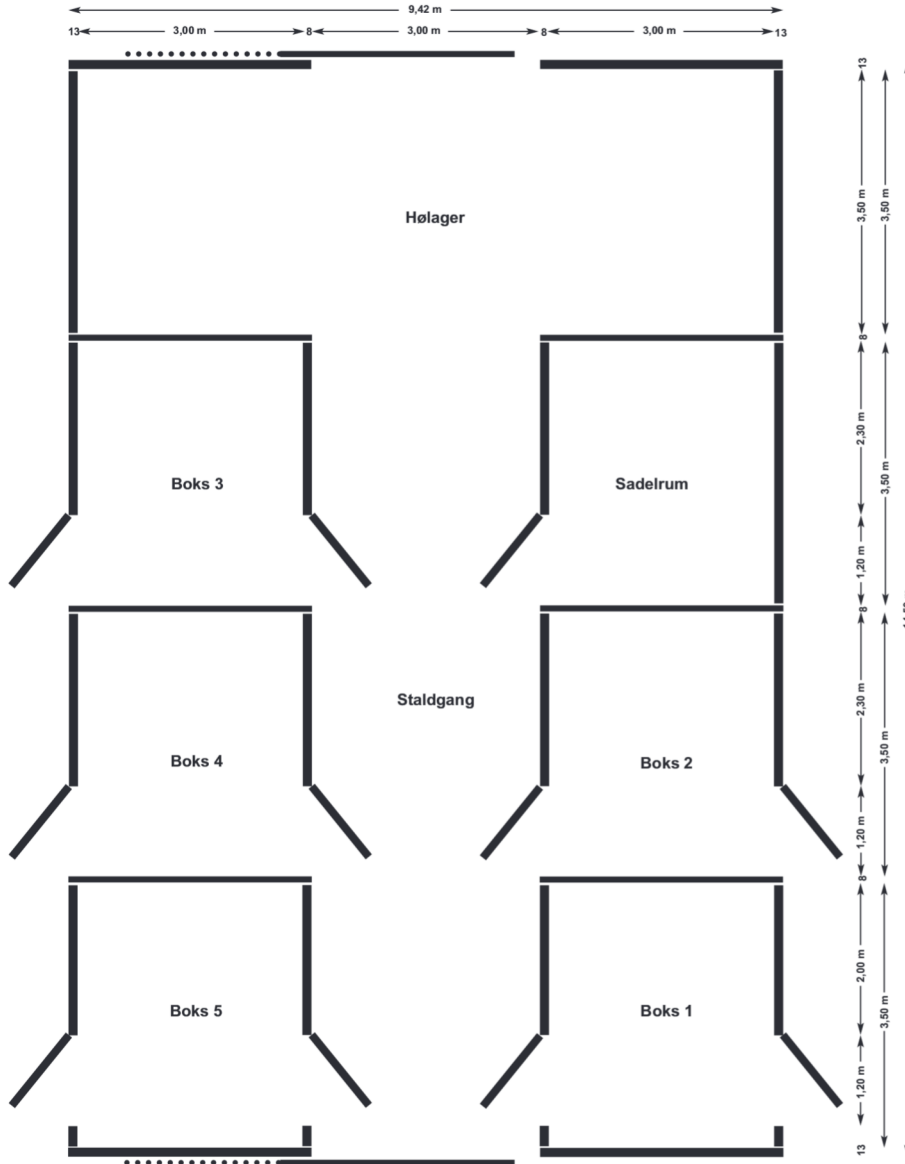 9,42 m
13 3,00 m 8 3,00 m 8 3,00 m 13
13
3,50 m 3,50 m
Hølager
8
2,30 m
3,50 m
Boks 3 Sadelrum
1,20 m
8
2,30 m
Staldgang
3,50 m
Boks 4 Boks 2
1,20 m
8
2,00 m
3,50 m
Boks 5 Boks 1
1,20 m
13